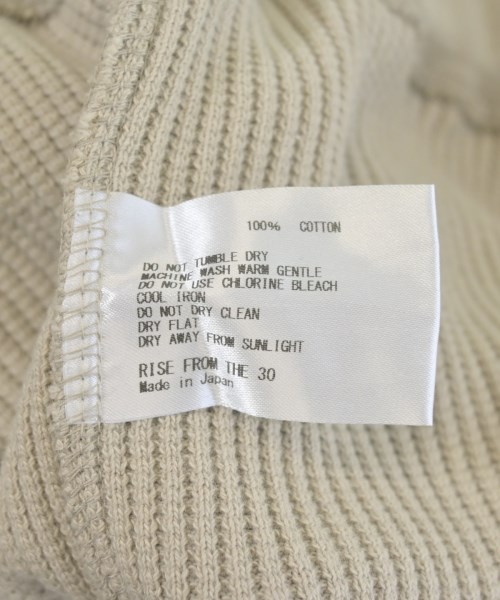 100% COTTON
DO NOT TUMBLE DRY
MACHINE WASH WARM GENTLE
DO NOT USE CHLORINE BLEACH
COOL IRON
DO NOT DRY CLEAN
DRY FLAT
DRY AWAY FROM SUNLIGHT
RISE FROM THE 30
Made in Japan